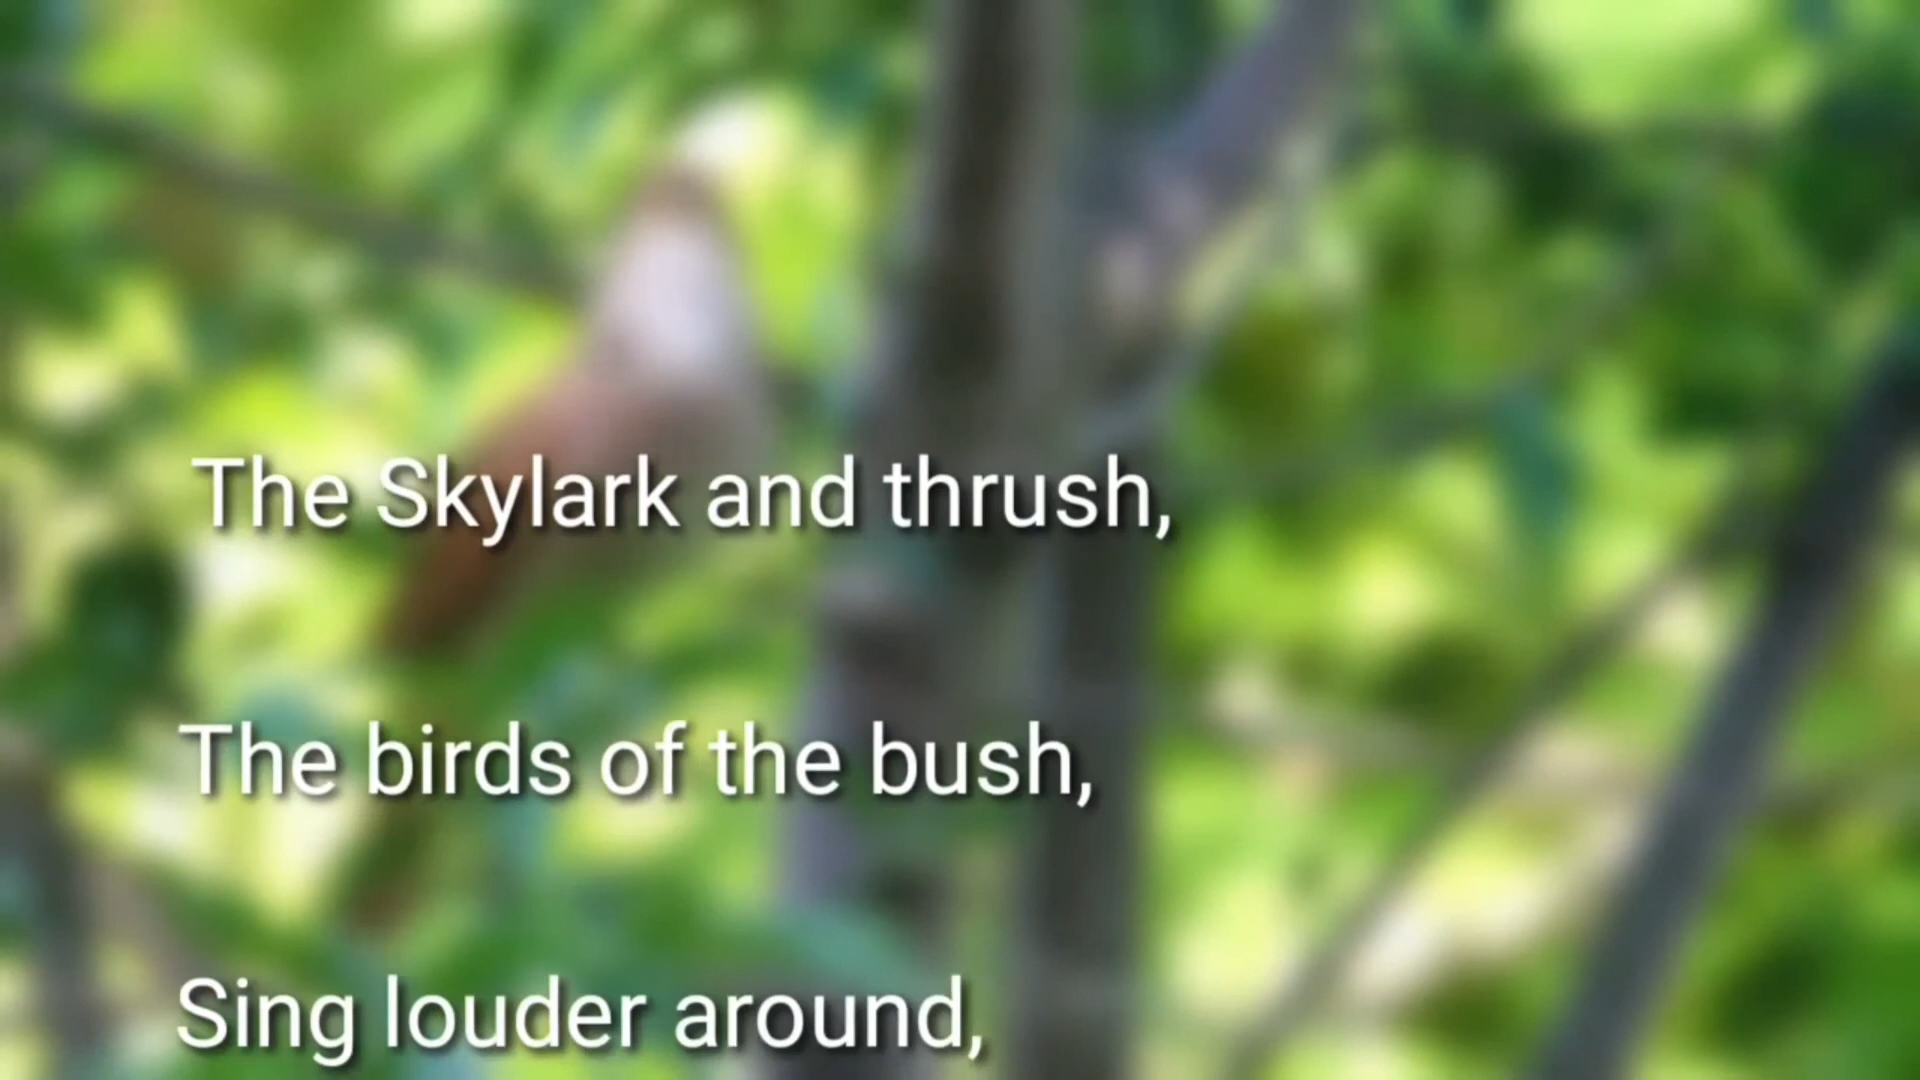 The Skylark and thrush,
The birds of the bush,
Sing louder around,